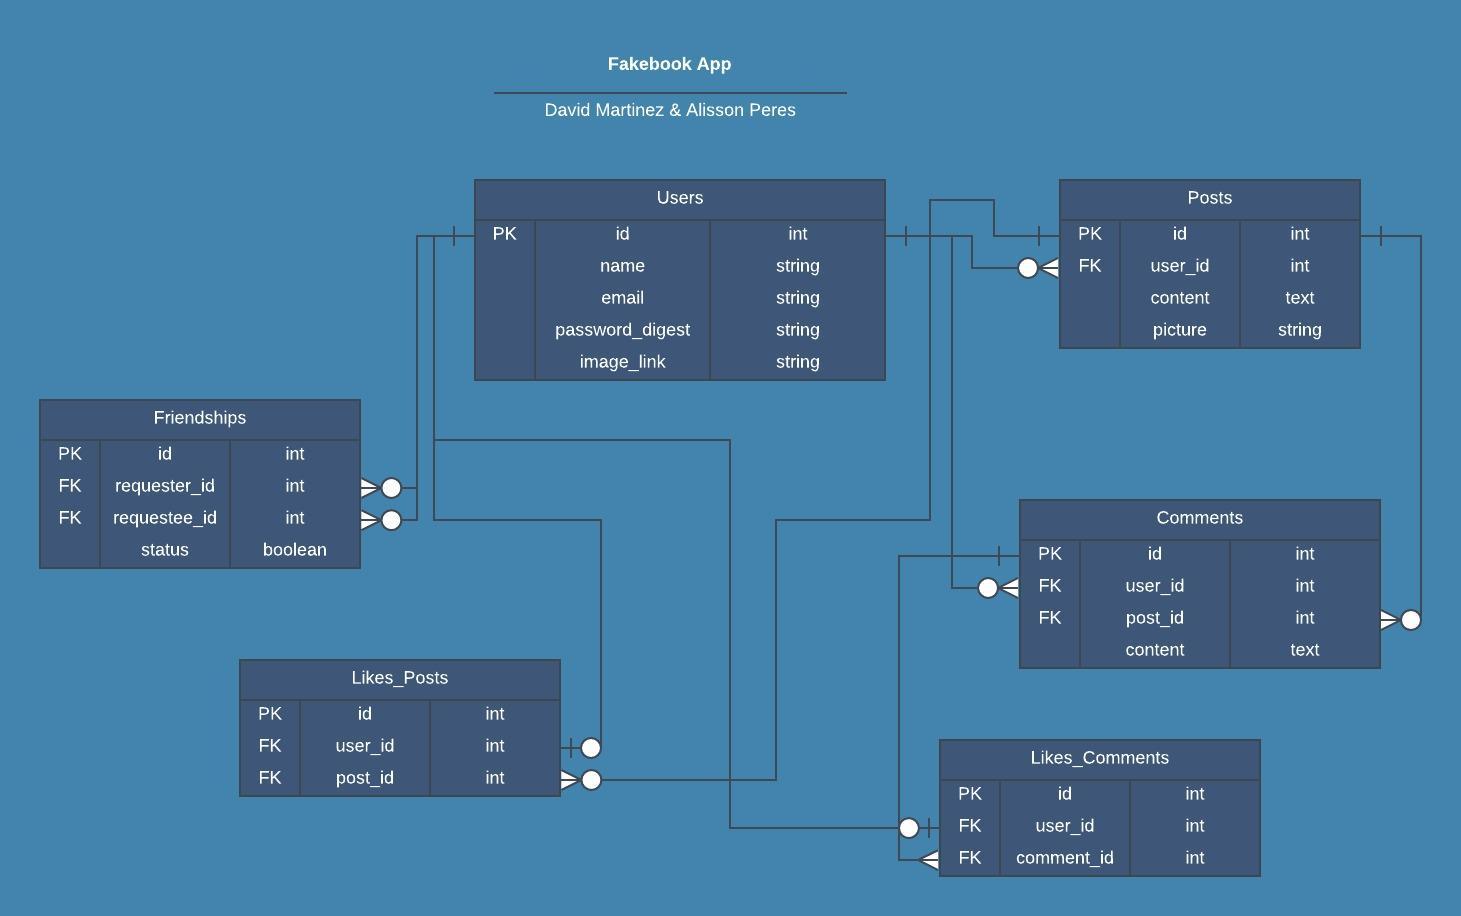 Fakebook App
David Martinez & Alisson Peres
Users
PK id int
name string
email string
password_digest string
image_link string
Posts
PK id int
FK user_id int
content text
picture string
Friendships
PK id int
FK requester_id int
FK requestee_id int
status boolean
Comments
PK id int
FK user_id int
FK post_id int
content text
Likes_Posts
PK id int
FK user_id int
FK post_id int
Likes_Comments
PK id int
FK user_id int
FK comment_id int